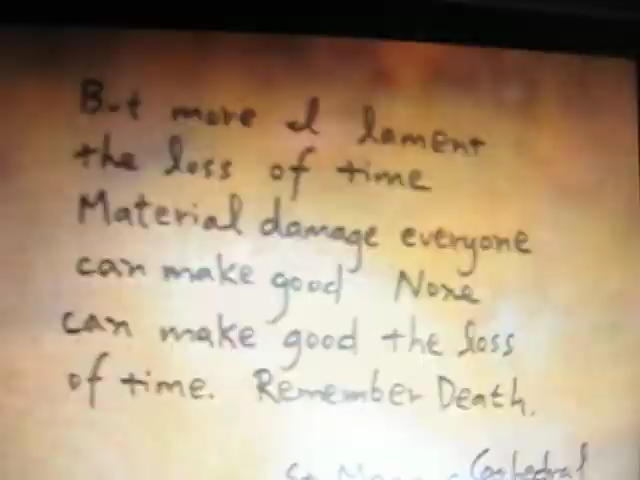 But more I lament
the loss of time
Material damage everyone
can make good None
can make good the loss
of time. Remember Death.
Cathedral